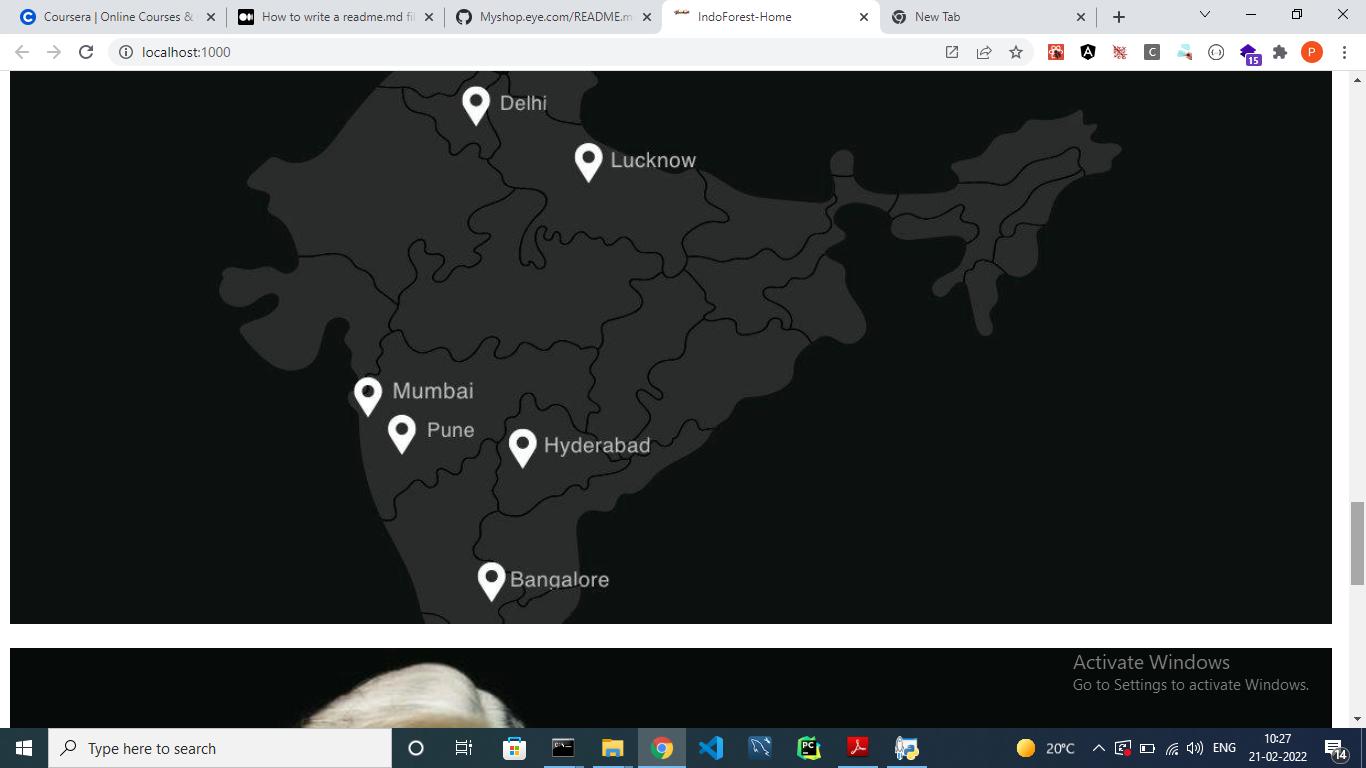 Coursera | Online Courses &
How to write a readme.md fil
Myshop.eye.com/README.m
IndoForest-Home
New Tab
localhost:1000
C
15
P
Delhi
Lucknow
Mumbai
Pune
Hyderabad
Bangalore
Activate Windows
Go to Settings to activate Windows.
Type here to search
PC
20°C
ENG
10:27
21-02-2022
14